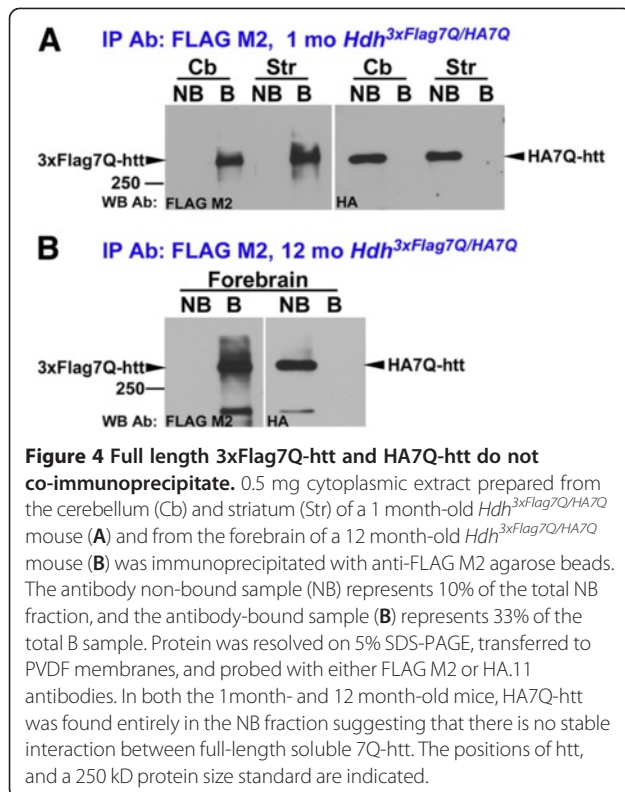 A IP Ab: FLAG M2, 1 mo Hdh3xFlag7Q/HA7Q
Cb Str Cb Str
NB B NB B NB B NB B
3xFlag7Q-htt HA7Q-htt
250
WB Ab: FLAG M2 HA
B IP Ab: FLAG M2, 12 mo Hdh3xFlag7Q/HA7Q
Forebrain
NB B NB B
3xFlag7Q-htt HA7Q-htt
250
WB Ab: FLAG M2 HA
Figure 4 Full length 3xFlag7Q-htt and HA7Q-htt do not
co-immunoprecipitate. 0.5 mg cytoplasmic extract prepared from
the cerebellum (Cb) and striatum (Str) of a 1 month-old Hdh3xFlag7Q/HA7Q
mouse (A) and from the forebrain of a 12 month-old Hdh3xFlag7Q/HA7Q
mouse (B) was immunoprecipitated with anti-FLAG M2 agarose beads.
The antibody non-bound sample (NB) represents 10% of the total NB
fraction, and the antibody-bound sample (B) represents 33% of the
total B sample. Protein was resolved on 5% SDS-PAGE, transferred to
PVDF membranes, and probed with either FLAG M2 or HA.11
antibodies. In both the 1month- and 12 month-old mice, HA7Q-htt
was found entirely in the NB fraction suggesting that there is no stable
interaction between full-length soluble 7Q-htt. The positions of htt,
and a 250 kD protein size standard are indicated.